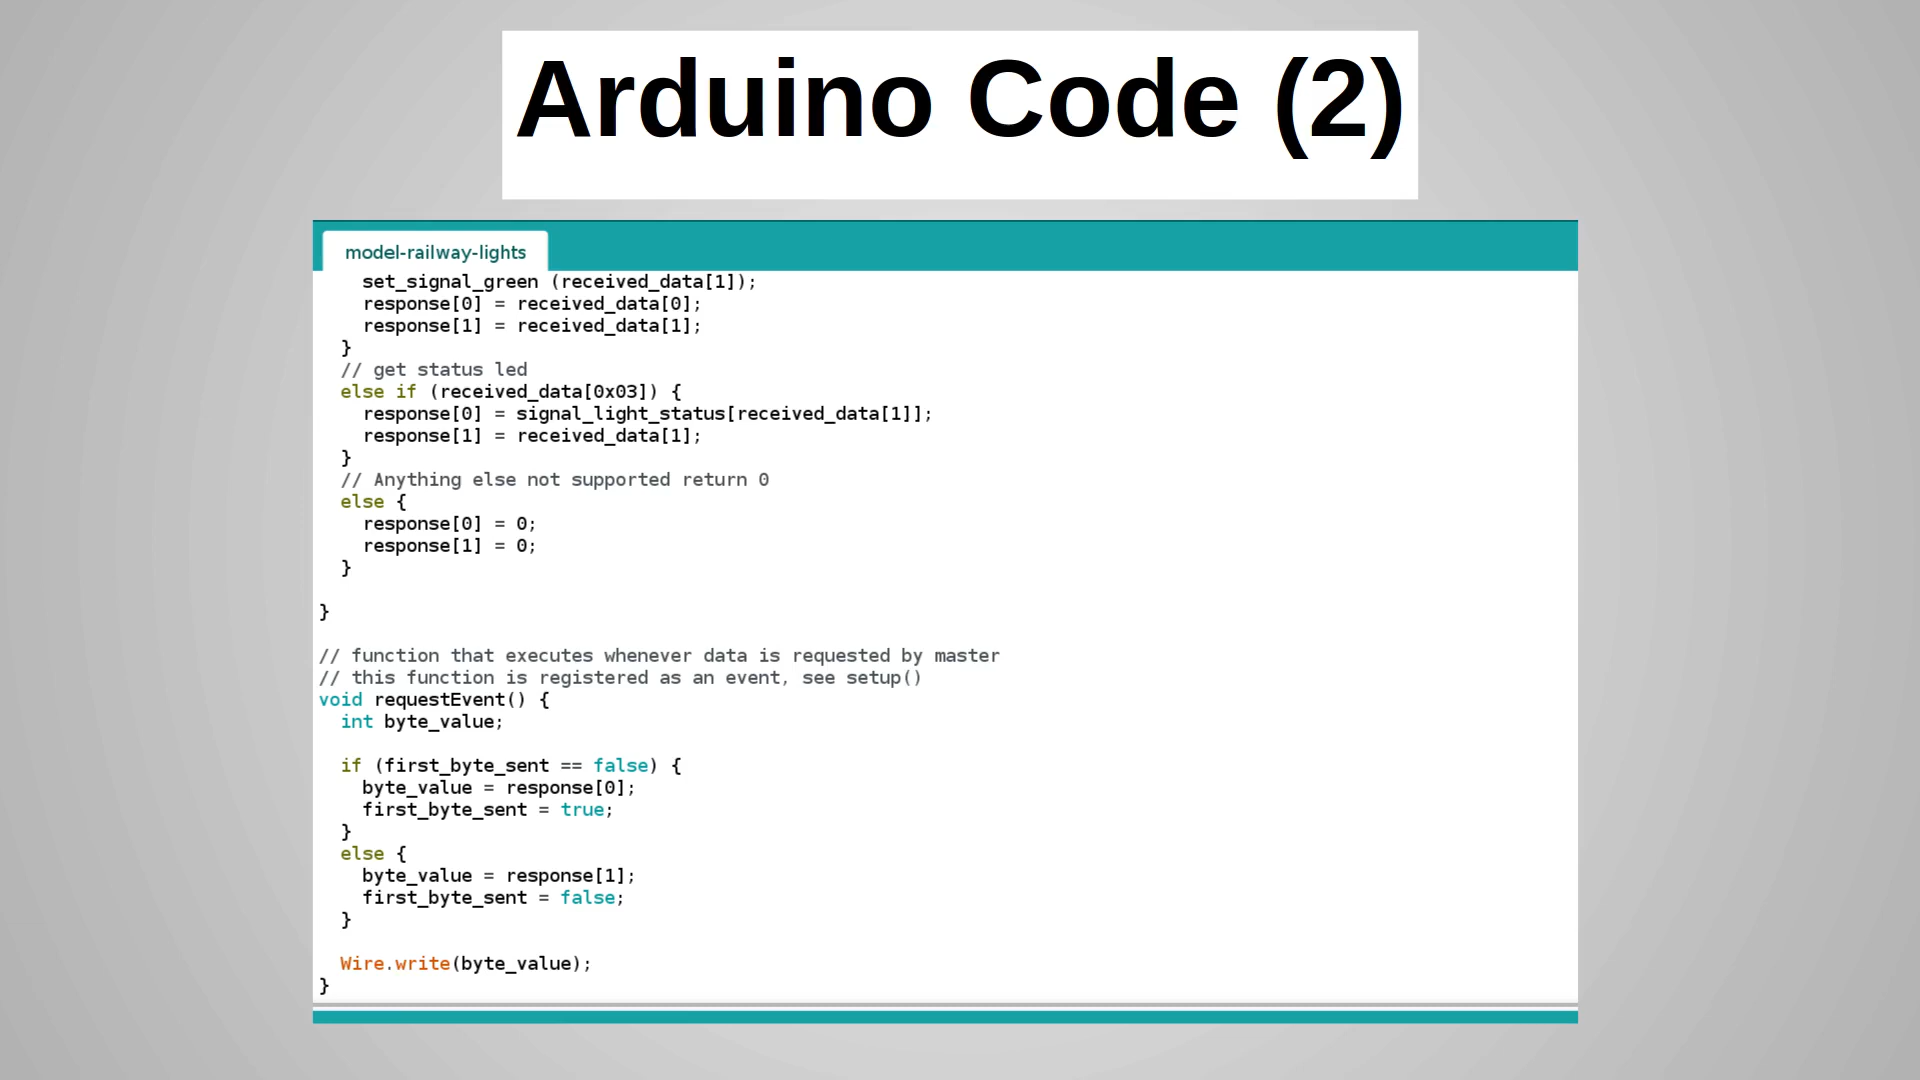 Arduino Code (2)
model-railway-lights
set_signal_green (received_data[1]);
response[0] = received_data[0];
response[1] = received_data[1];
}
// get status led
else if (received_data[0x03]) {
response[0] = signal_light_status[received_data[1]];
response[1] = received_data[1];
}
// Anything else not supported return 0
else {
response[0] = 0;
response[1] = 0;
}
}
// function that executes whenever data is requested by master
// this function is registered as an event, see setup()
void requestEvent() {
int byte_value;
if (first_byte_sent == false) {
byte_value = response[0];
first_byte_sent = true;
}
else {
byte_value = response[1];
first_byte_sent = false;
}
Wire.write(byte_value);
}